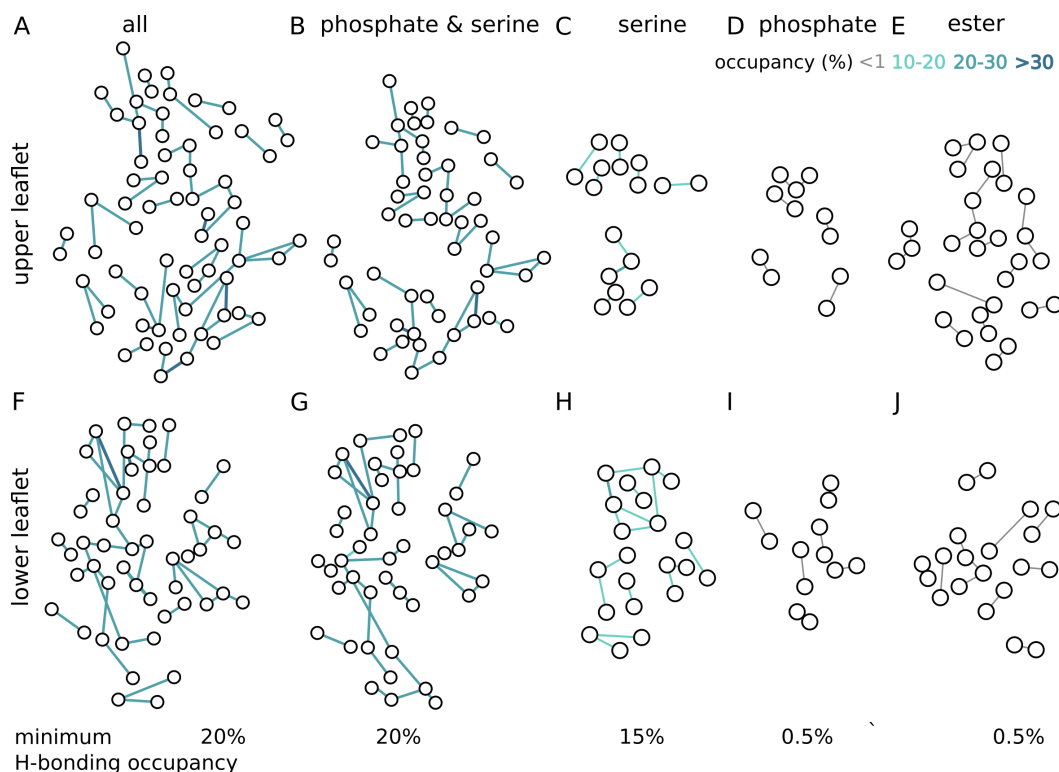 A all B phosphate & serine C serine D phosphate E ester
occupancy (%) <1 10-20 20-30 >30
upper leaflet
F G H I J
lower leaflet
minimum 20% 20% 15% 0.5% ` 0.5%
H-bonding occupancy